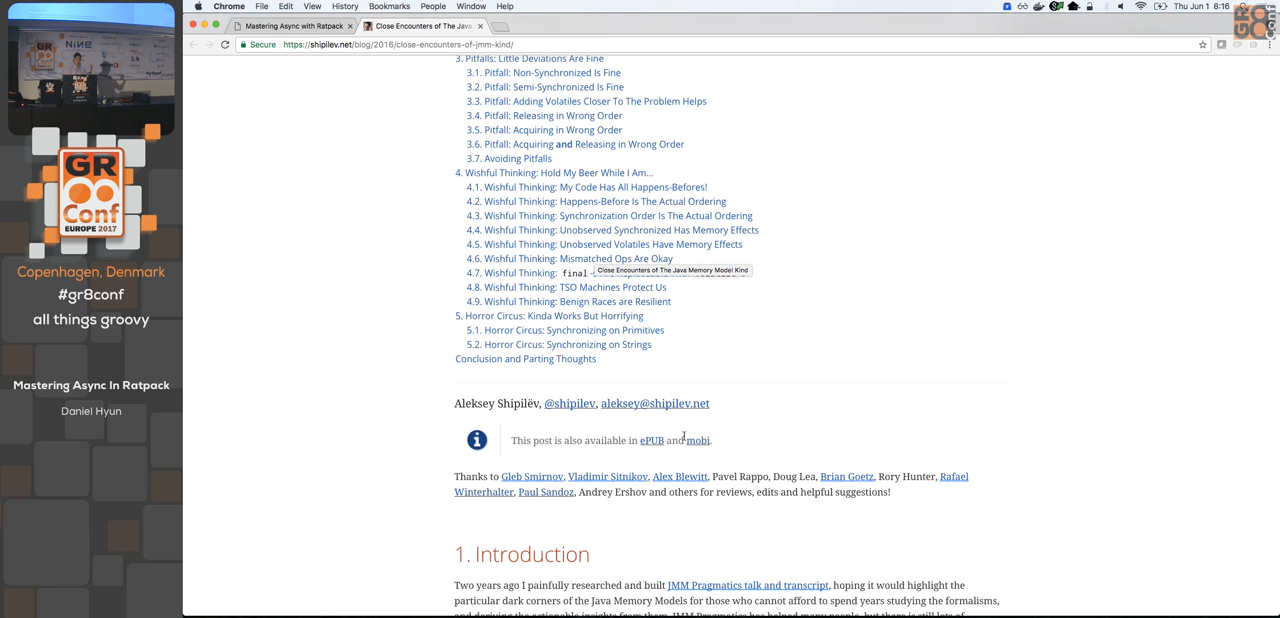 Chrome File Edit View History Bookmarks People Window Help
Thu Jun 1 8:16
Mastering Async with Ratpack
Close Encounters of The Java
Secure https://shipilev.net/blog/2016/close-encounters-of-jmm-kind/
3. Pitfalls: Little Deviations Are Fine
3.1. Pitfall: Non-Synchronized Is Fine
3.2. Pitfall: Semi-Synchronized Is Fine
3.3. Pitfall: Adding Volatiles Closer To The Problem Helps
3.4. Pitfall: Releasing in Wrong Order
3.5. Pitfall: Acquiring in Wrong Order
3.6. Pitfall: Acquiring and Releasing in Wrong Order
3.7. Avoiding Pitfalls
4. Wishful Thinking: Hold My Beer While I Am...
4.1. Wishful Thinking: My Code Has All Happens-Befores!
4.2. Wishful Thinking: Happens-Before Is The Actual Ordering
4.3. Wishful Thinking: Synchronization Order Is The Actual Ordering
4.4. Wishful Thinking: Unobserved Synchronized Has Memory Effects
4.5. Wishful Thinking: Unobserved Volatiles Have Memory Effects
4.6. Wishful Thinking: Mismatched Ops Are Okay
Close Encounters of The Java Memory Model Kind
4.7. Wishful Thinking: final
4.8. Wishful Thinking: TSO Machines Protect Us
4.9. Wishful Thinking: Benign Races are Resilient
5. Horror Circus: Kinda Works But Horrifying
5.1. Horror Circus: Synchronizing on Primitives
5.2. Horror Circus: Synchronizing on Strings
Conclusion and Parting Thoughts
Aleksey Shipilëv, @shipilev, aleksey@shipilev.net
This post is also available in ePUB and mobi.
Thanks to Gleb Smirnov, Vladimir Sitnikov, Alex Blewitt, Pavel Rappo, Doug Lea, Brian Goetz, Rory Hunter, Rafael
Winterhalter, Paul Sandoz, Andrey Ershov and others for reviews, edits and helpful suggestions!
1. Introduction
Two years ago I painfully researched and built JMM Pragmatics talk and transcript, hoping it would highlight the
particular dark corners of the Java Memory Models for those who cannot afford to spend years studying the formalisms,
NiNE
GR
Conf
EUROPE 2017
Copenhagen, Denmark
#gr8conf
all things groovy
Mastering Async In Ratpack
Daniel Hyun
GR
conf